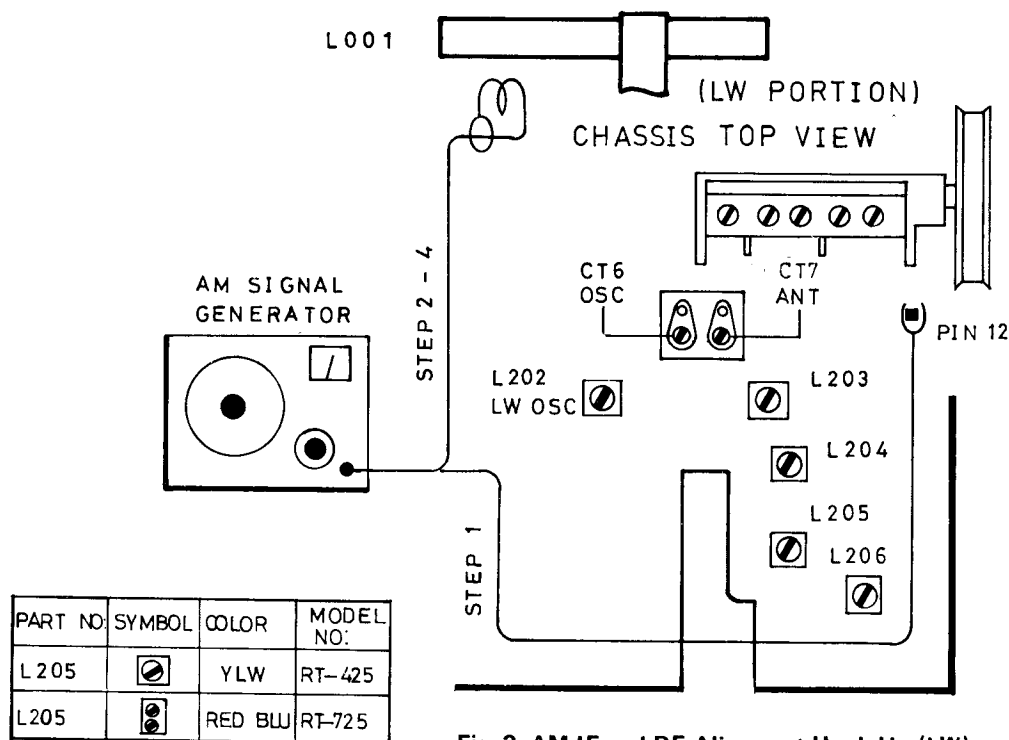 L001
(LW PORTION)
CHASSIS TOP VIEW
AM SIGNAL
GENERATOR
STEP 2 - 4
CT6
OSC
CT7
ANT
PIN 12
L202
LW OSC
L203
L204
L205
L206
STEP 1
PART NO: SYMBOL COLOR MODEL NO:
L205 YLW RT-425
L205 RED BLU RT-725